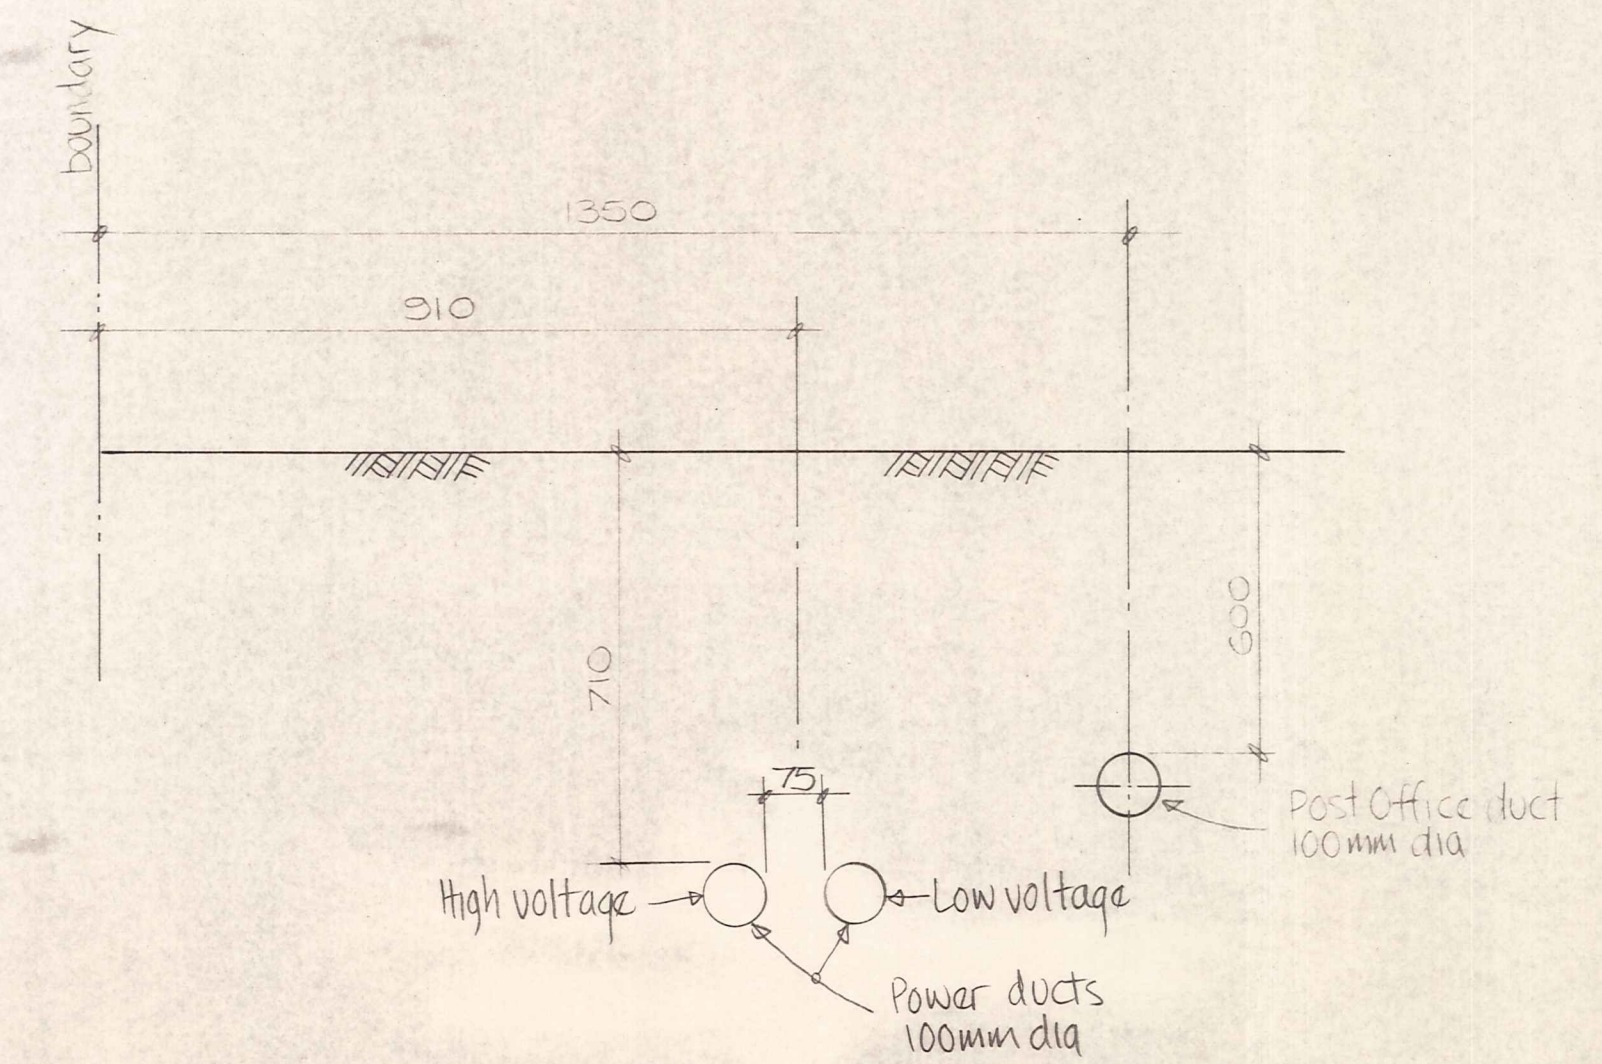 boundary
1350
910
710
600
75
High voltage
Low voltage
Post Office duct
100mm dia
Power ducts
100mm dia